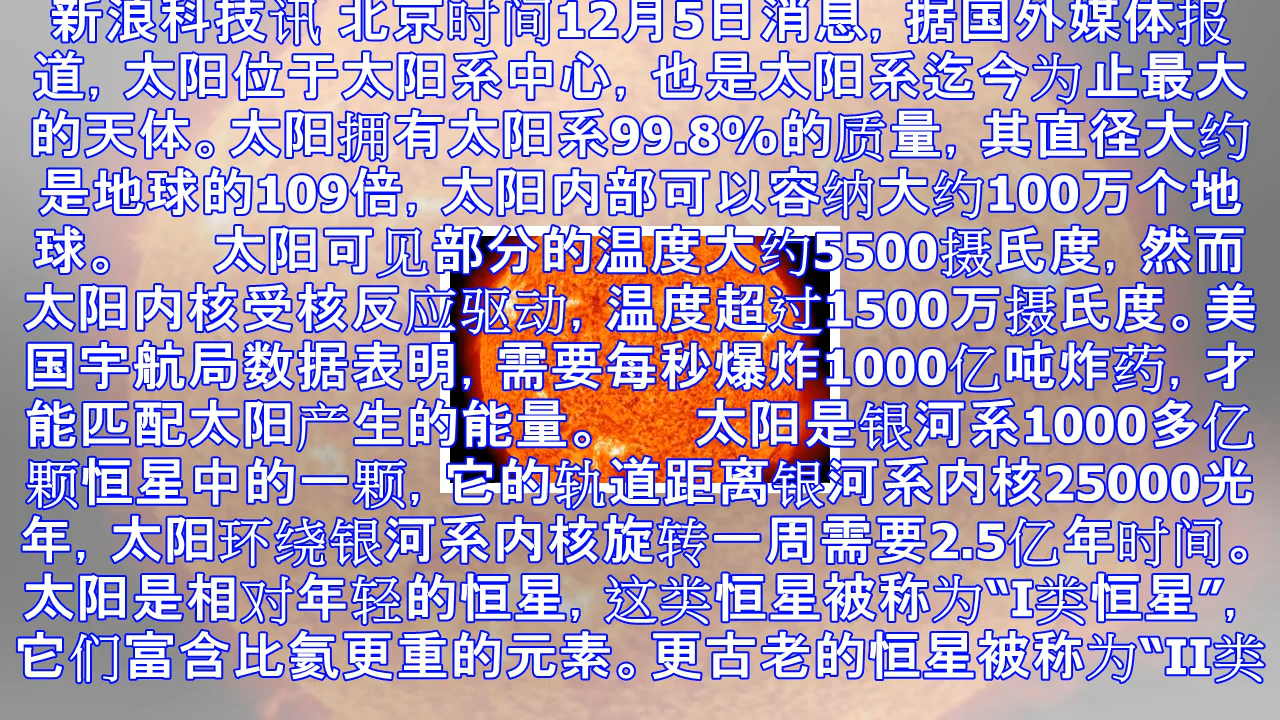 新浪科技讯 北京时间12月5日消息, 据国外媒体报
道, 太阳位于太阳系中心, 也是太阳系迄今为止最大
的天体。太阳拥有太阳系99.8%的质量, 其直径大约
是地球的109倍, 太阳内部可以容纳大约100万个地
球。 太阳可见部分的温度大约5500摄氏度, 然而
太阳内核受核反应驱动, 温度超过1500万摄氏度。美
国宇航局数据表明, 需要每秒爆炸1000亿吨炸药, 才
能匹配太阳产生的能量。 太阳是银河系1000多亿
颗恒星中的一颗, 它的轨道距离银河系内核25000光
年, 太阳环绕银河系内核旋转一周需要2.5亿年时间。
太阳是相对年轻的恒星, 这类恒星被称为“I类恒星”,
它们富含比氦更重的元素。更古老的恒星被称为“II类